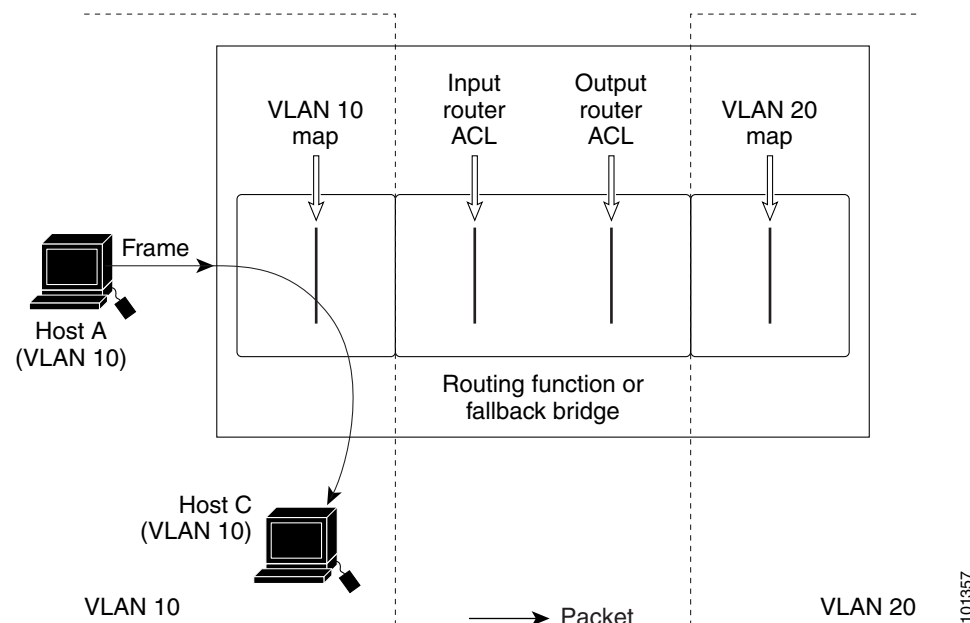 VLAN 10
map
Input
router
ACL
Output
router
ACL
VLAN 20
map
Frame
Host A
(VLAN 10)
Routing function or
fallback bridge
Host C
(VLAN 10)
VLAN 10
Packet
VLAN 20
101357